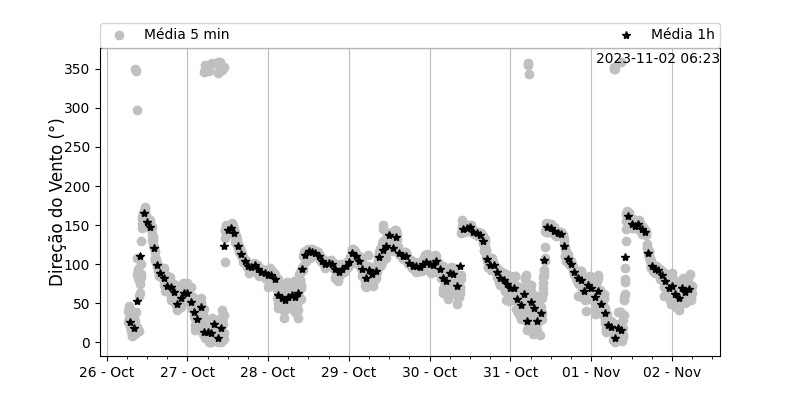 Média 5 min
Média 1h
2023-11-02 06:23
Direção do Vento (°)
350
300
250
200
150
100
50
0
26 - Oct
27 - Oct
28 - Oct
29 - Oct
30 - Oct
31 - Oct
01 - Nov
02 - Nov